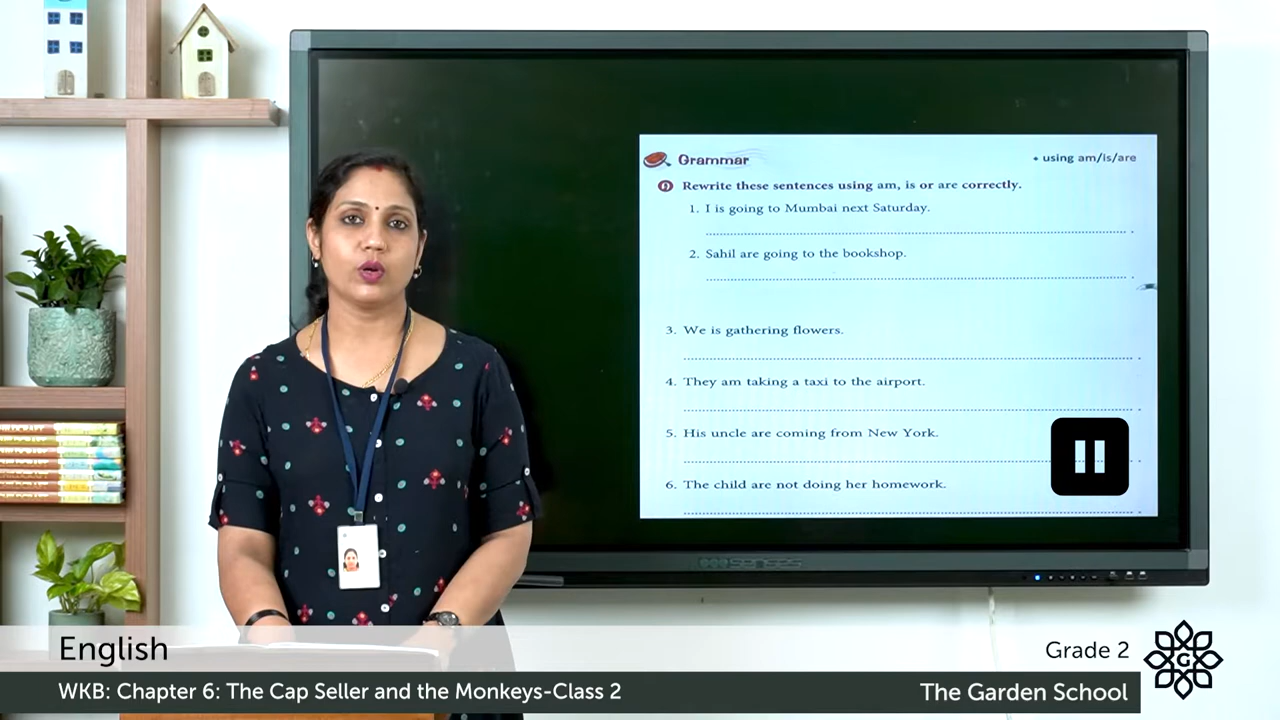 Grammar
• using am/is/are
Rewrite these sentences using am, is or are correctly.
1. I is going to Mumbai next Saturday.
2. Sahil are going to the bookshop.
3. We is gathering flowers.
4. They am taking a taxi to the airport.
5. His uncle are coming from New York.
6. The child are not doing her homework.
English
Grade 2
G
WKB: Chapter 6: The Cap Seller and the Monkeys-Class 2
The Garden School